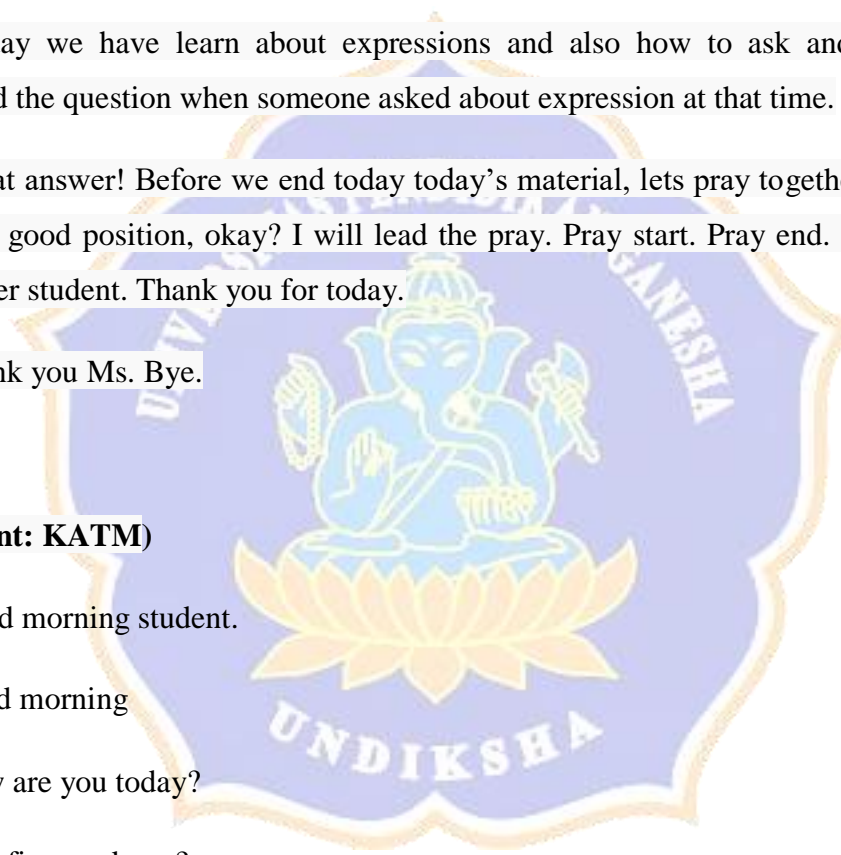 ay we have learn about expressions and also how to ask and
d the question when someone asked about expression at that time.
at answer! Before we end today today's material, lets pray togethe
good position, okay? I will lead the pray. Pray start. Pray end.
er student. Thank you for today.
nk you Ms. Bye.
nt: KATM)
d morning student.
d morning
are you today?
UNDIKSHA
GANESHA